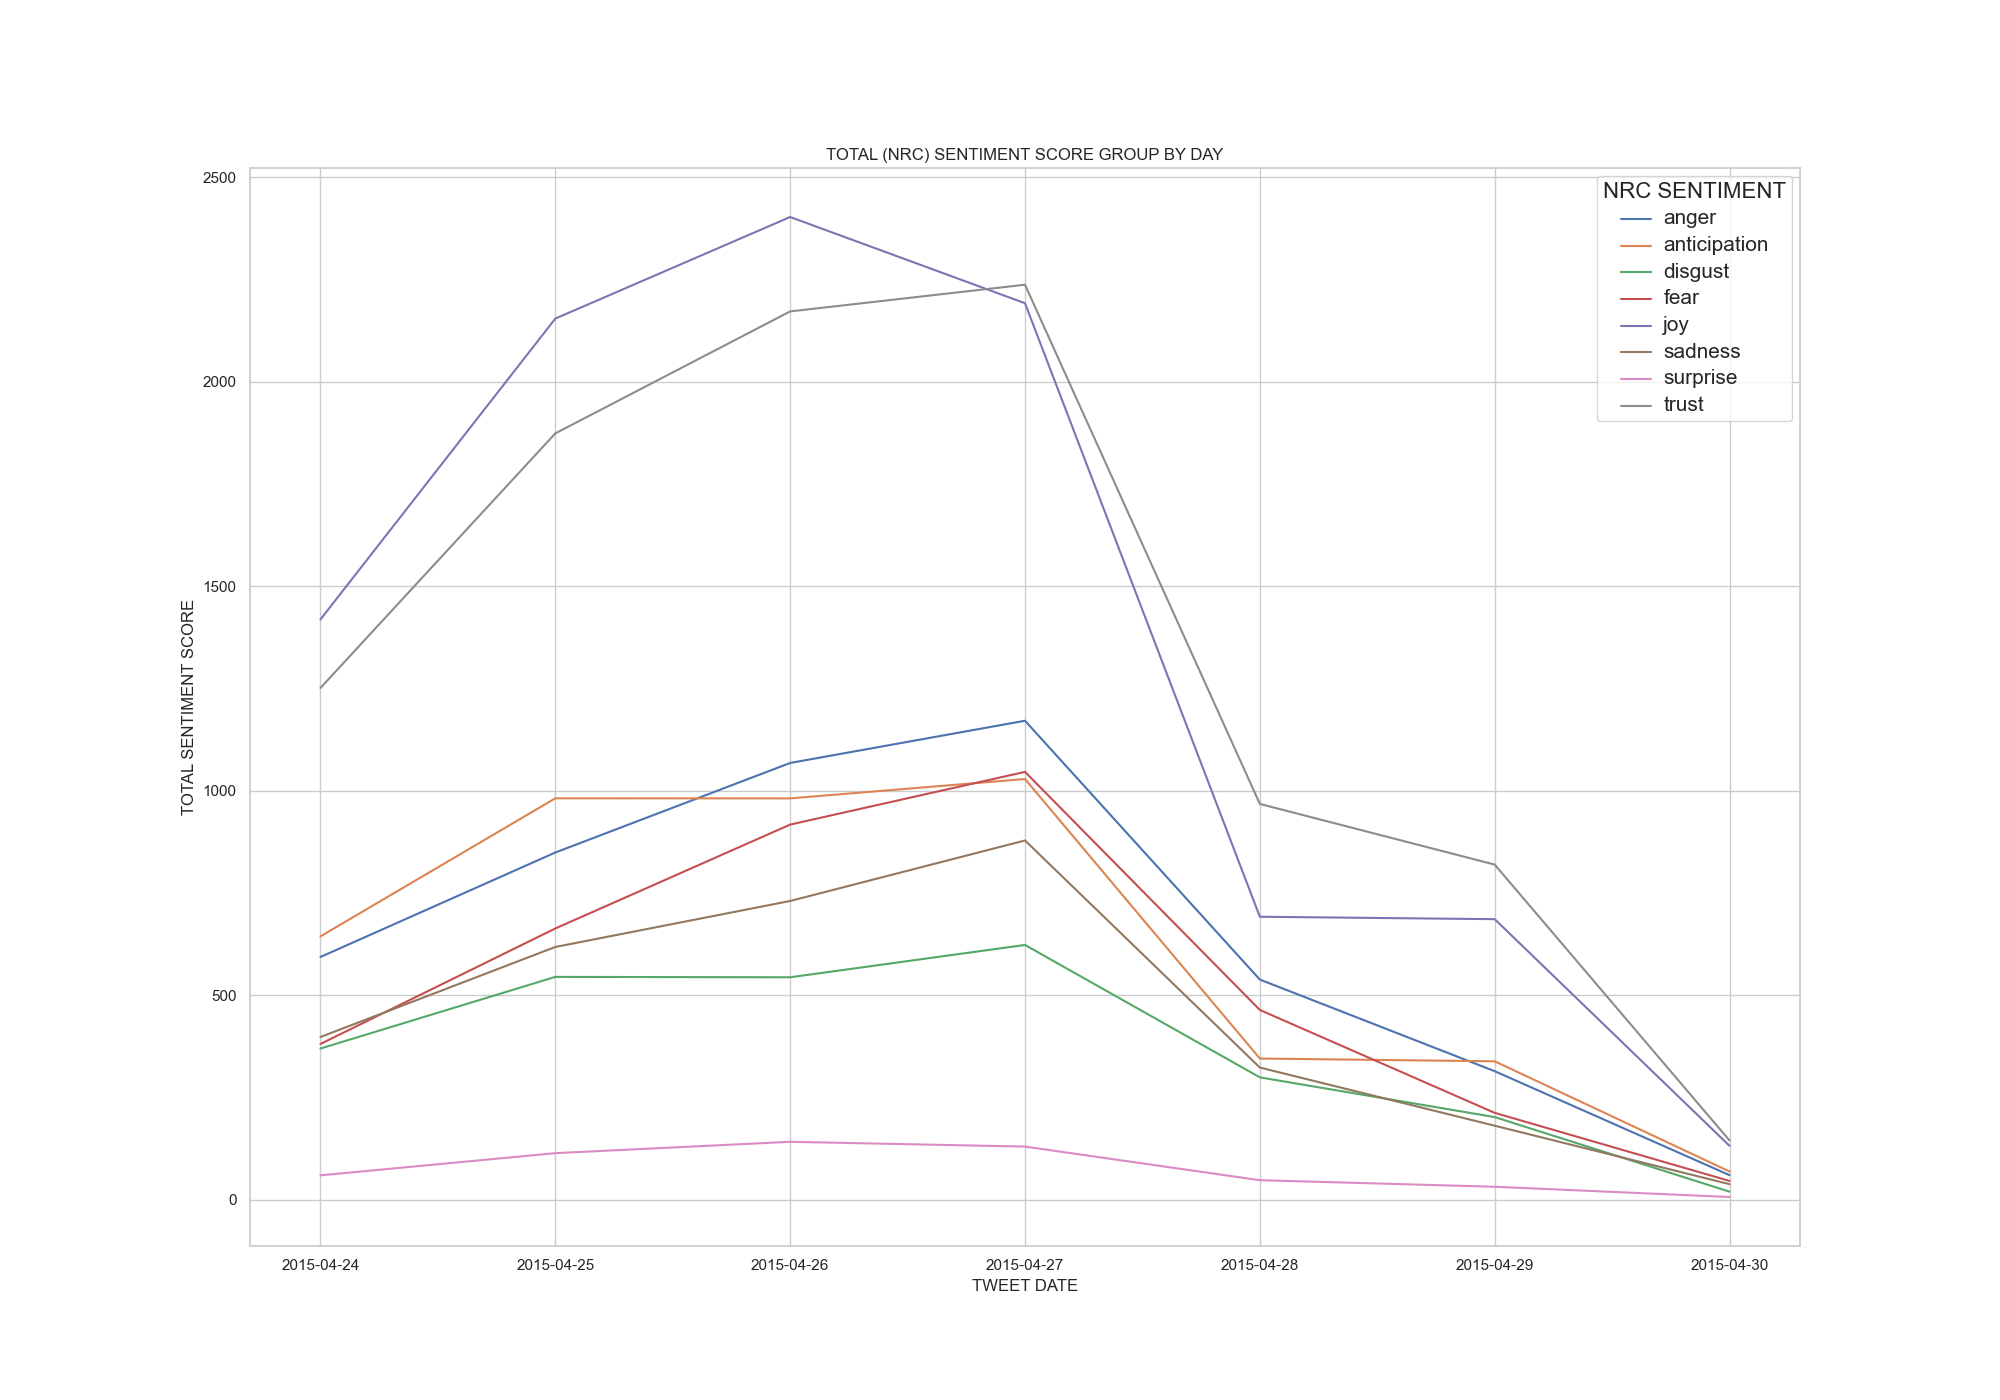 TOTAL (NRC) SENTIMENT SCORE GROUP BY DAY
2500
2000
1500
1000
500
0
TOTAL SENTIMENT SCORE
NRC SENTIMENT
anger
anticipation
disgust
fear
joy
sadness
surprise
trust
2015-04-24 2015-04-25 2015-04-26 2015-04-27 2015-04-28 2015-04-29 2015-04-30
TWEET DATE